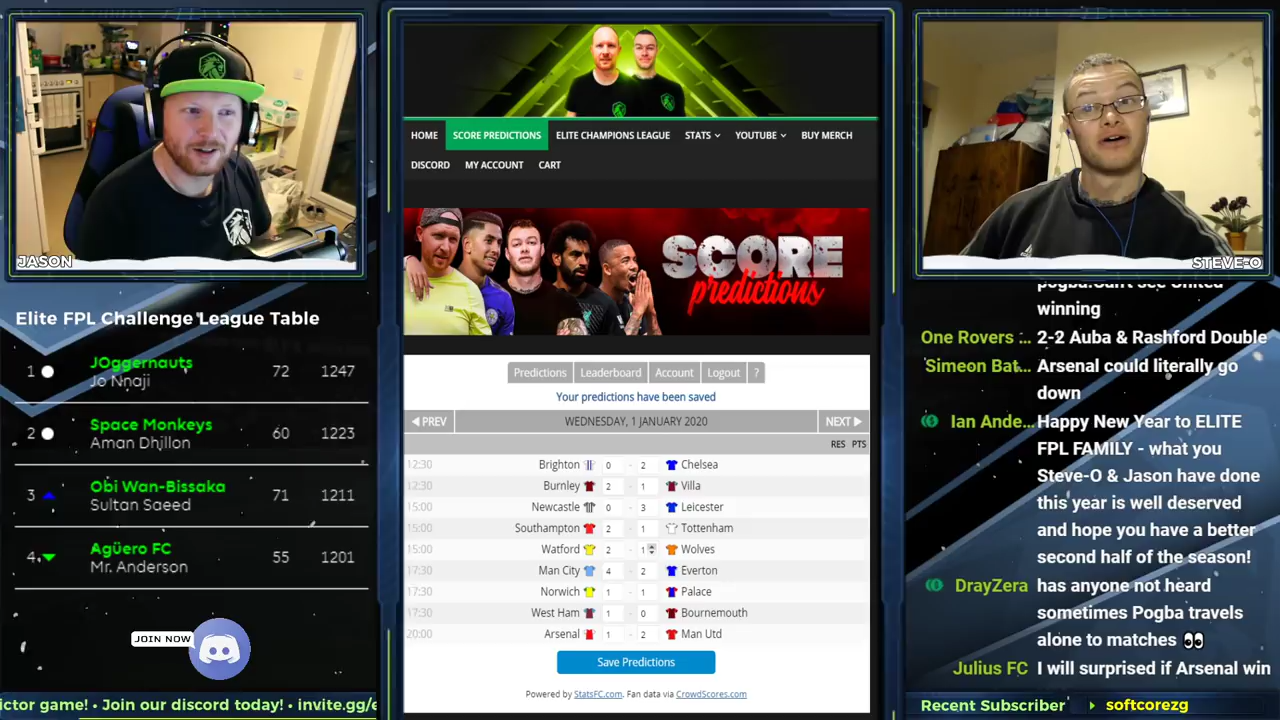 JASON
Elite FPL Challenge League Table
1 JOggernauts 72 1247
Jo Nnaji
2 Space Monkeys 60 1223
Aman Dhjllon
3 Obi Wan-Bissaka 71 1211
Sultan Saeed
4 Agüero FC 55 1201
Mr. Anderson
JOIN NOW
ictor game! • Join our discord today! • invite.gg/e
HOME SCORE PREDICTIONS ELITE CHAMPIONS LEAGUE STATS YOUTUBE BUY MERCH
DISCORD MY ACCOUNT CART
SCORE
predictions
Predictions Leaderboard Account Logout ?
Your predictions have been saved
PREV WEDNESDAY, 1 JANUARY 2020 NEXT
RES PTS
12:30 Brighton 0 - 2 Chelsea
12:30 Burnley 2 - 1 Villa
15:00 Newcastle 0 - 3 Leicester
15:00 Southampton 2 - 1 Tottenham
15:00 Watford 2 - 1 Wolves
17:30 Man City 4 - 2 Everton
17:30 Norwich 1 - 1 Palace
17:30 West Ham 1 - 0 Bournemouth
20:00 Arsenal 1 - 2 Man Utd
Save Predictions
Powered by StatsFC.com. Fan data via CrowdScores.com
STEVE-O
pogba.Can't see United
winning
One Rovers ... 2-2 Auba & Rashford Double
Simeon Bat... Arsenal could literally go
down
Ian Ande... Happy New Year to ELITE
FPL FAMILY - what you
Steve-O & Jason have done
this year is well deserved
and hope you have a better
second half of the season!
DrayZera has anyone not heard
sometimes Pogba travels
alone to matches 👀
Julius FC I will surprised if Arsenal win
Recent Subscriber softcorezg